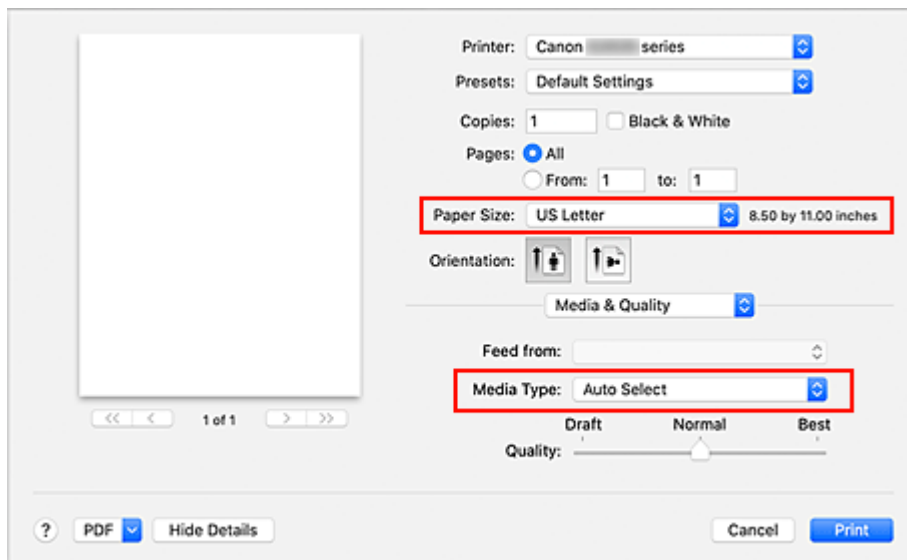 Printer: Canon series
Presets: Default Settings
Copies: 1 Black & White
Pages: All
From: 1 to: 1
Paper Size: US Letter 8.50 by 11.00 inches
Orientation:
Media & Quality
Feed from:
Media Type: Auto Select
<< < 1 of 1 > >>
Draft Normal Best
Quality:
? PDF Hide Details Cancel Print